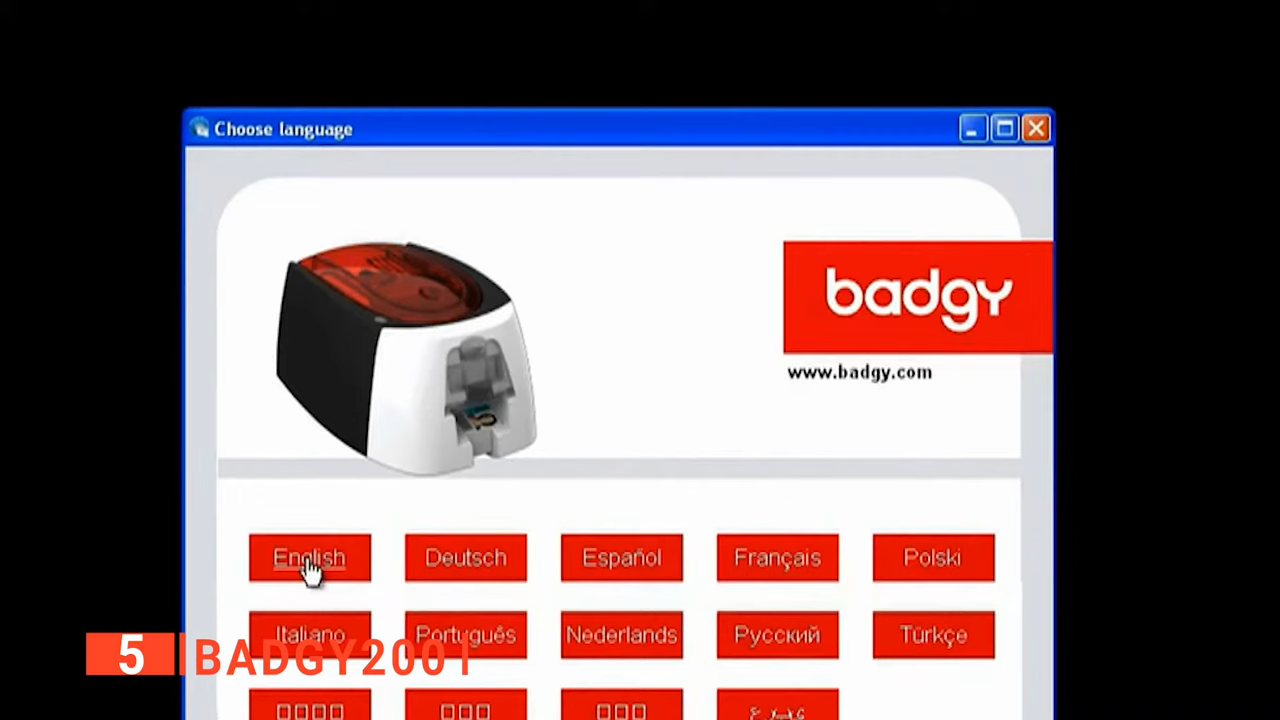 Choose language
badgy
www.badgy.com
English Deutsch Español Français Polski
Italiano Português Nederlands Русский Türkçe
5 BADGY200